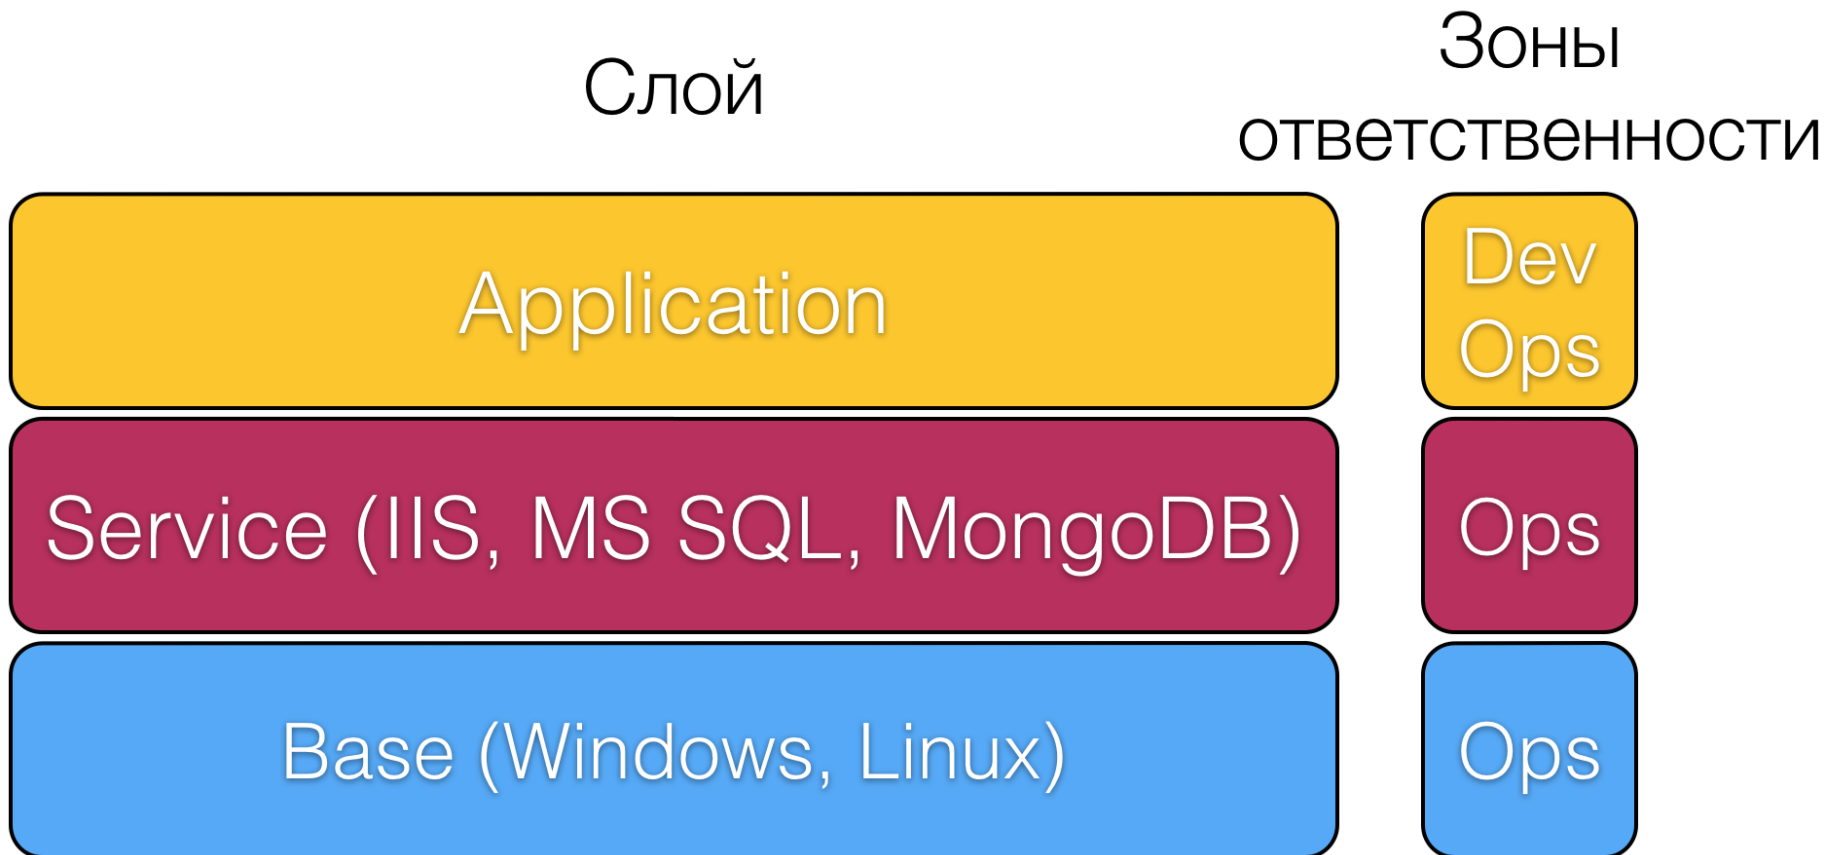 Слой
Зоны
ответственности
Application
Dev
Ops
Service (IIS, MS SQL, MongoDB)
Ops
Base (Windows, Linux)
Ops